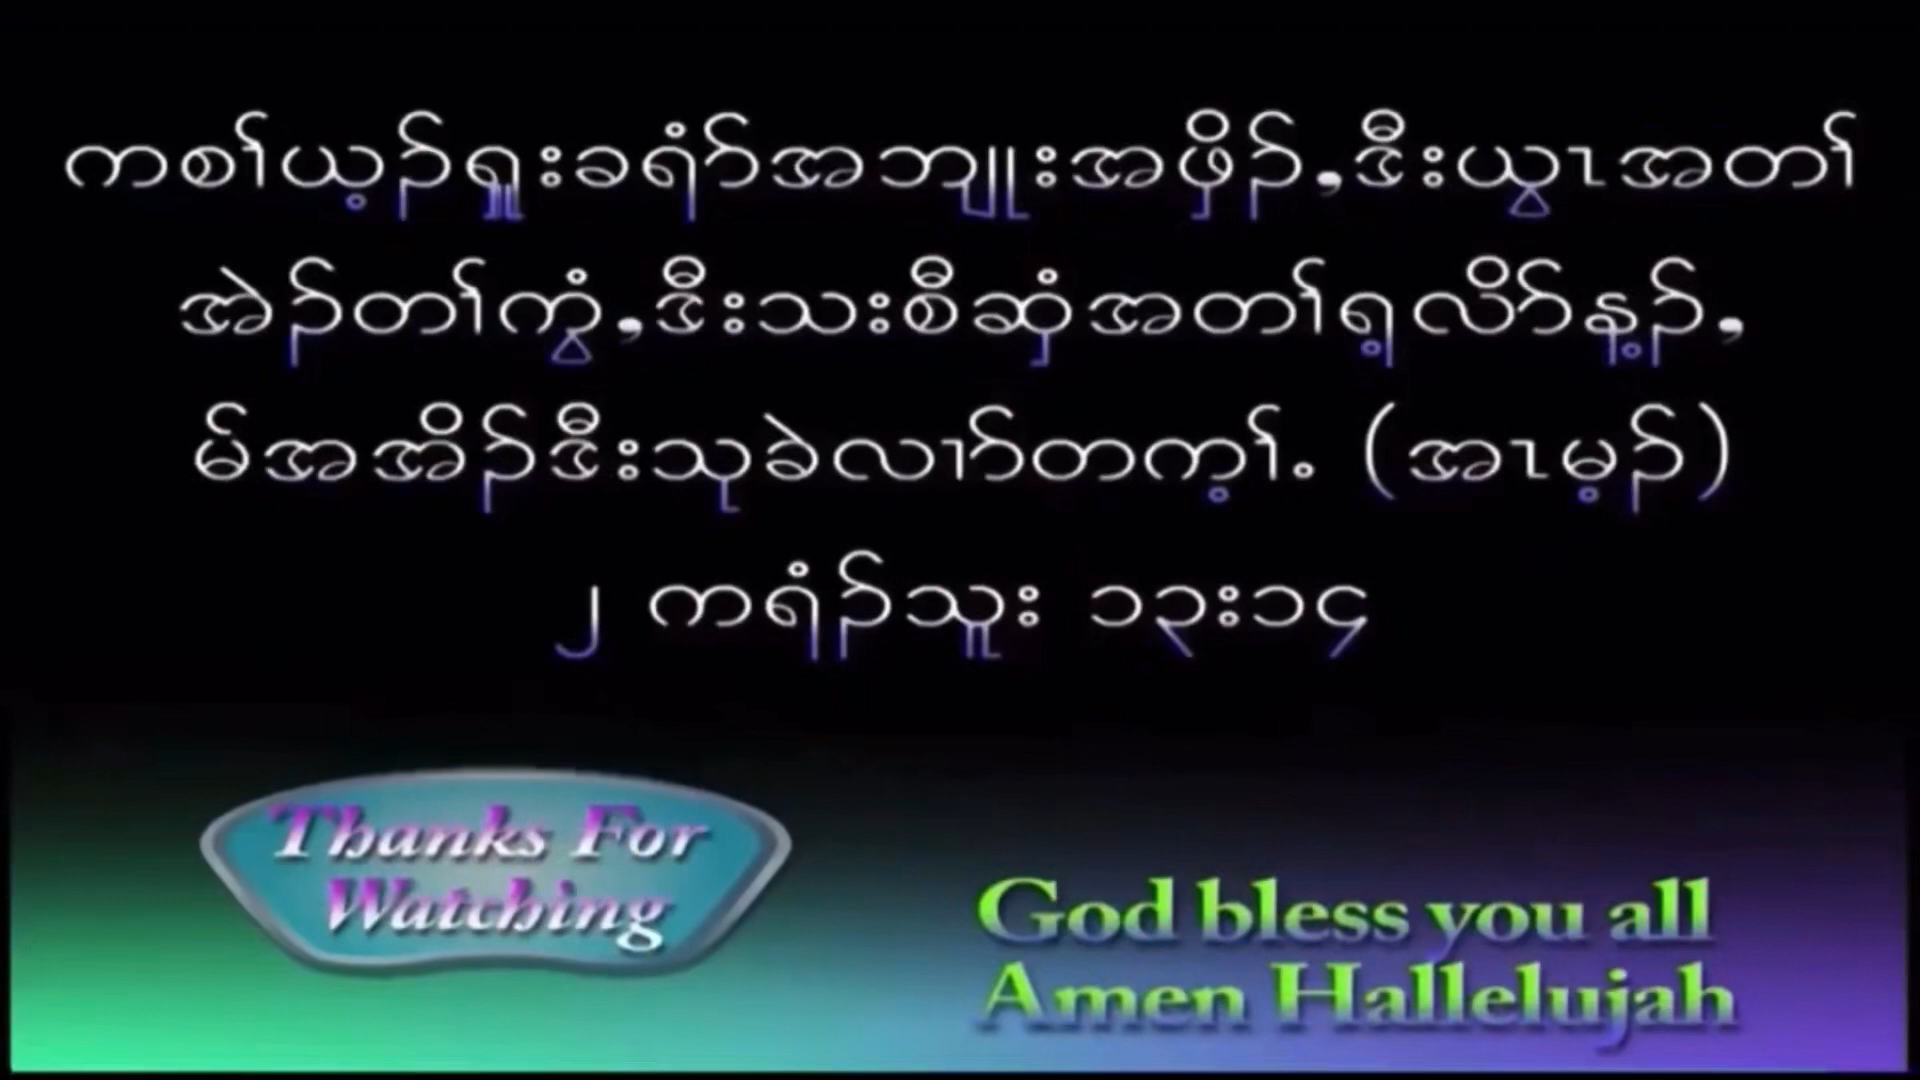 ကစၢ်ယ့ၣ်ရှူးခရံာ်အဘျုးအဖှိၣ်,ဒီးယွၤအတၢ်
အဲၣ်တၢ်ကွံ,ဒီးသးစီဆှံအတၢ်ရ့လိာ်န့ၣ်,
မ်အအိၣ်ဒီးသုခဲလၢာ်တက့ၢ်. (အၤမ့ၣ်)
၂ ကရံၣ်သူး ၁၃း၁၄
Thanks For
Watching
God bless you all
Amen Hallelujah